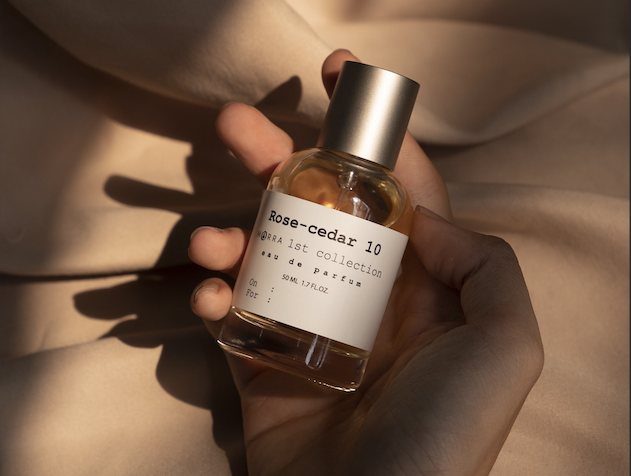 Rose-cedar 10
1st collection
eau de parfum
50 ML 1.7 FL.OZ.
On :
For :